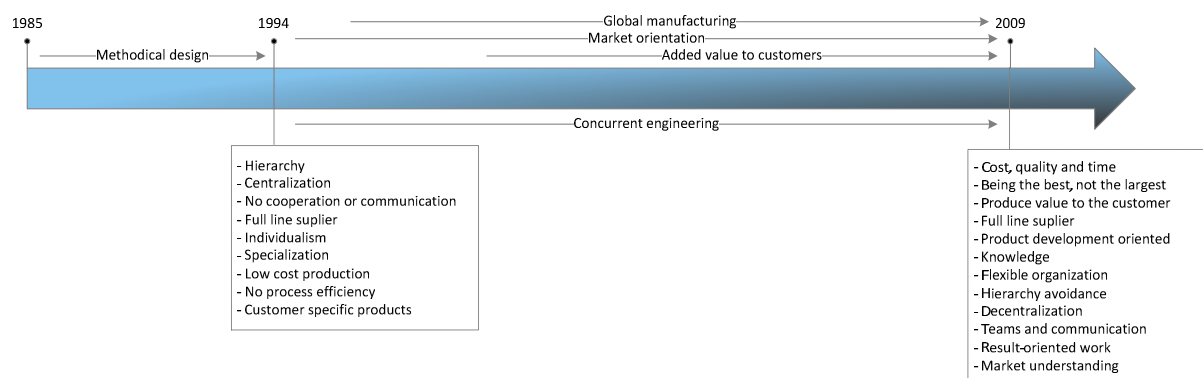 Global manufacturing
1985
1994
2009
Market orientation
Methodical design
Added value to customers
Concurrent engineering
- Hierarchy
- Centralization
- No cooperation or communication
- Full line suplier
- Individualism
- Specialization
- Low cost production
- No process efficiency
- Customer specific products
- Cost, quality and time
- Being the best, not the largest
- Produce value to the customer
- Full line suplier
- Product development oriented
- Knowledge
- Flexible organization
- Hierarchy avoidance
- Decentralization
- Teams and communication
- Result-oriented work
- Market understanding